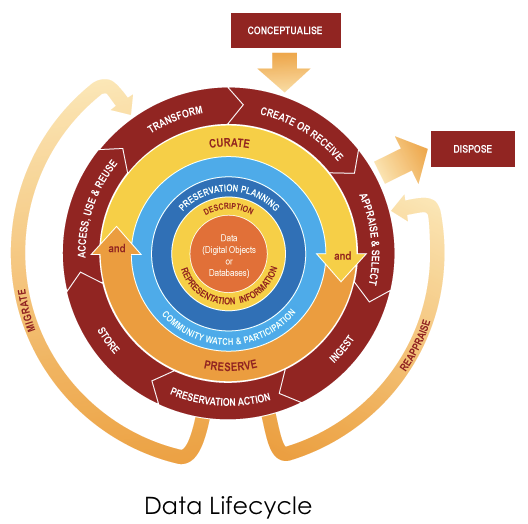 CONCEPTUALISE
TRANSFORM
CREATE OR RECEIVE
DISPOSE
CURATE
ACCESS, USE & REUSE
APPRAISE & SELECT
PRESERVATION PLANNING
DESCRIPTION
Data
(Digital Objects
or
Databases)
and
and
REPRESENTATION INFORMATION
COMMUNITY WATCH & PARTICIPATION
MIGRATE
STORE
INGEST
REAPPRAISE
PRESERVE
PRESERVATION ACTION
Data Lifecycle